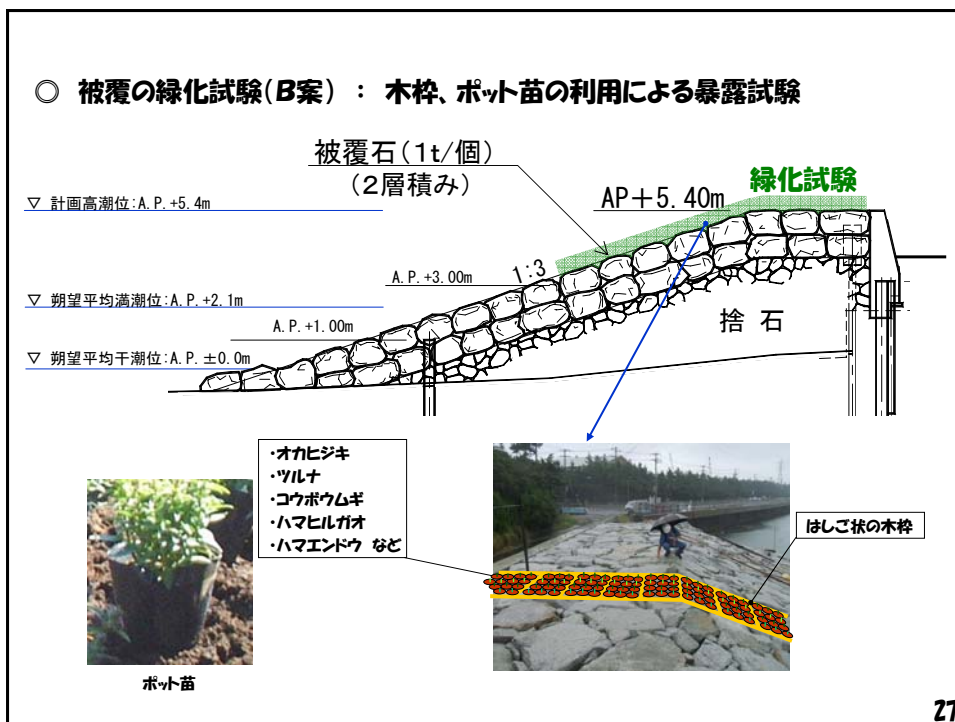 ◎ 被覆の緑化試験(B案) : 木枠、ポット苗の利用による暴露試験
被覆石(1t/個)
(2層積み)
緑化試験
AP+5.40m
▽ 計画高潮位:A.P.+5.4m
A.P.+3.00m
1:3
▽ 朔望平均満潮位:A.P.+2.1m
A.P.+1.00m
捨 石
▽ 朔望平均干潮位:A.P.±0.0m
・オカヒジキ
・ツルナ
・コウボウムギ
・ハマヒルガオ
・ハマエンドウ など
はしご状の木枠
ポット苗
27